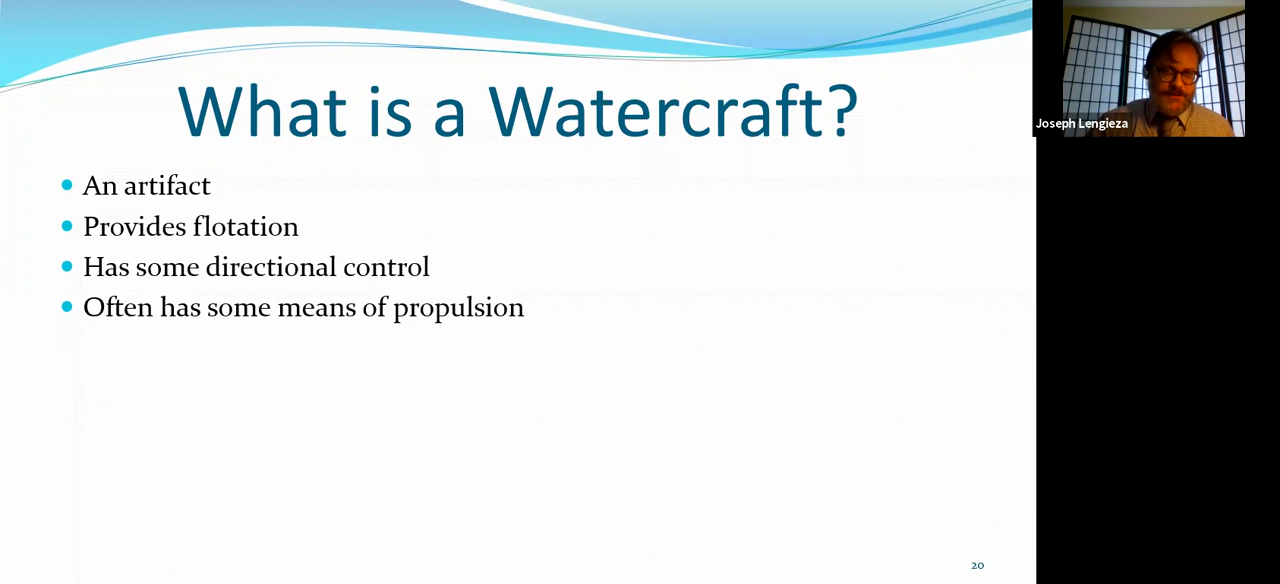 What is a Watercraft?
An artifact
Provides flotation
Has some directional control
Often has some means of propulsion
20
Joseph Lengieza